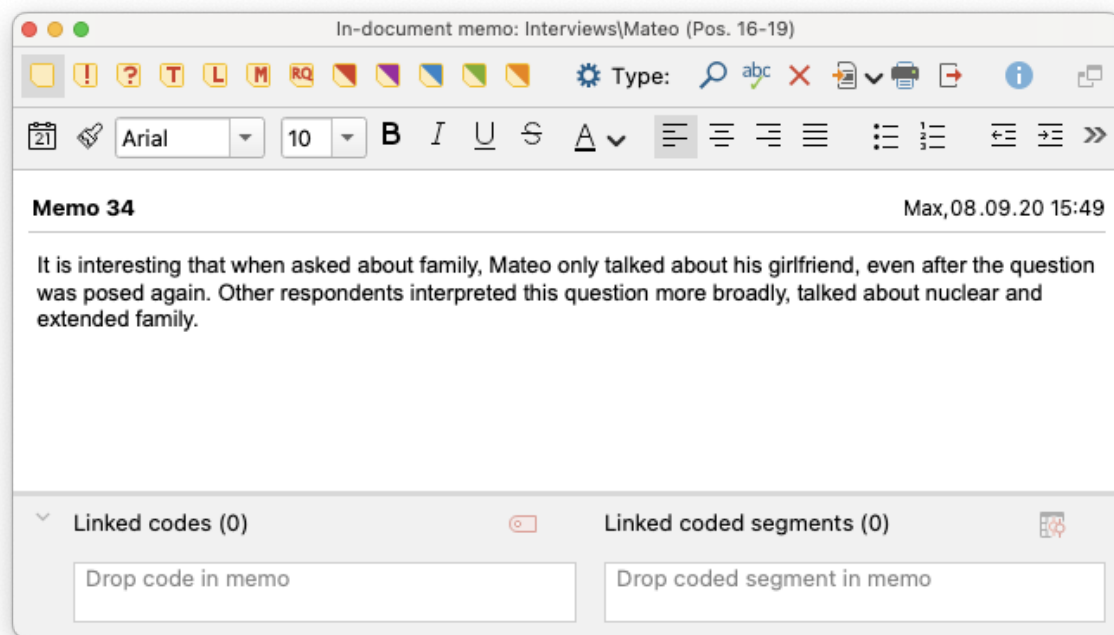 In-document memo: Interviews\Mateo (Pos. 16-19)
! ? T L M RQ Type: abc
21 Arial 10 B I U S A
Memo 34 Max,08.09.20 15:49
It is interesting that when asked about family, Mateo only talked about his girlfriend, even after the question
was posed again. Other respondents interpreted this question more broadly, talked about nuclear and
extended family.
Linked codes (0) Linked coded segments (0)
Drop code in memo Drop coded segment in memo